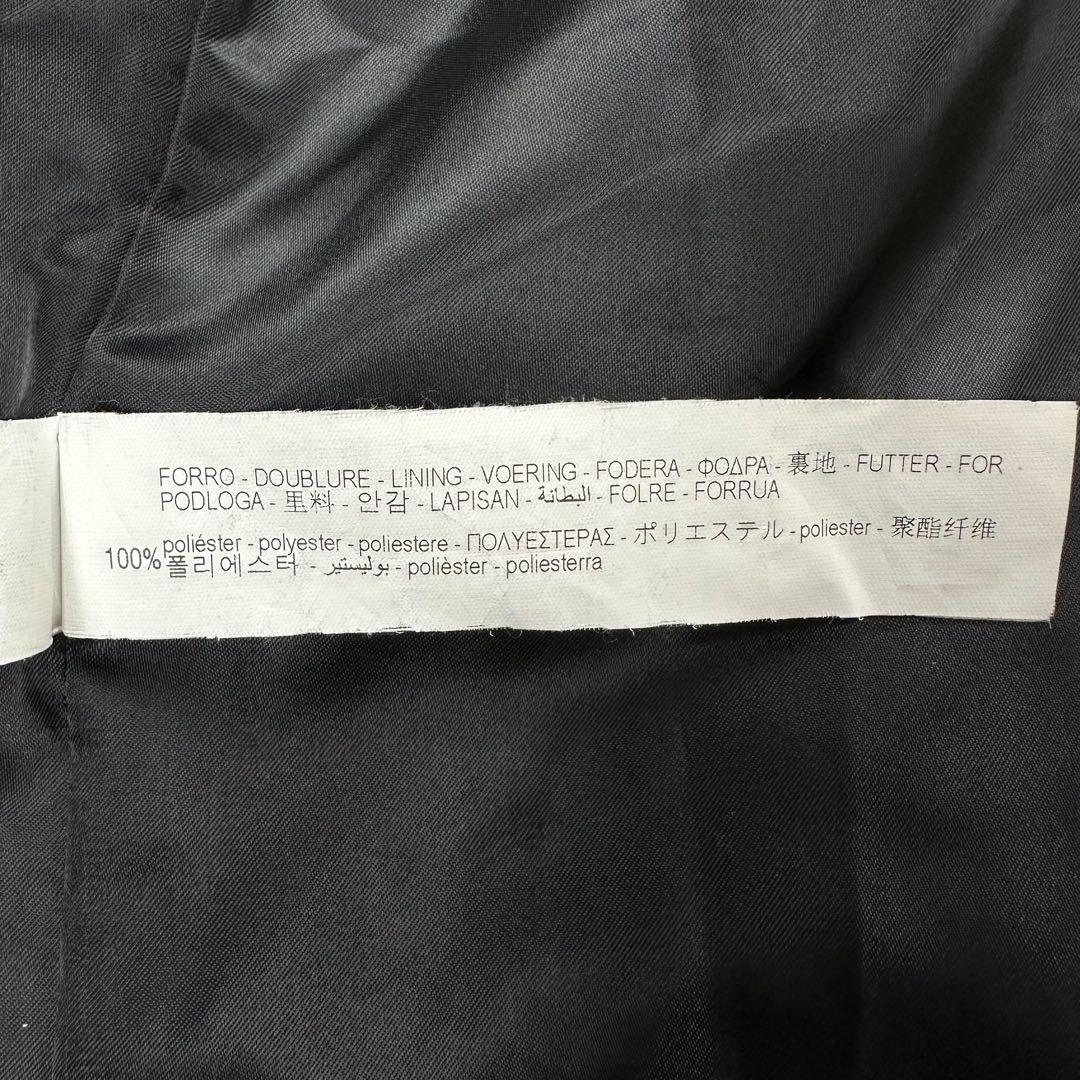 FORRO - DOUBLURE - LINING - VOERING - FODERA - ΦΟΔΡΑ - 裏地 - FUTTER - FOR
PODLOGA - 里料 - 안감 - LAPISAN - البطانة - FOLRE - FORRUA
100% poliéster - polyester - poliestere - ΠΟΛΥΕΣΤΕΡΑΣ - ポリエステル - poliester - 聚酯纤维
폴리에스터 - بوليستير - polièster - poliesterra